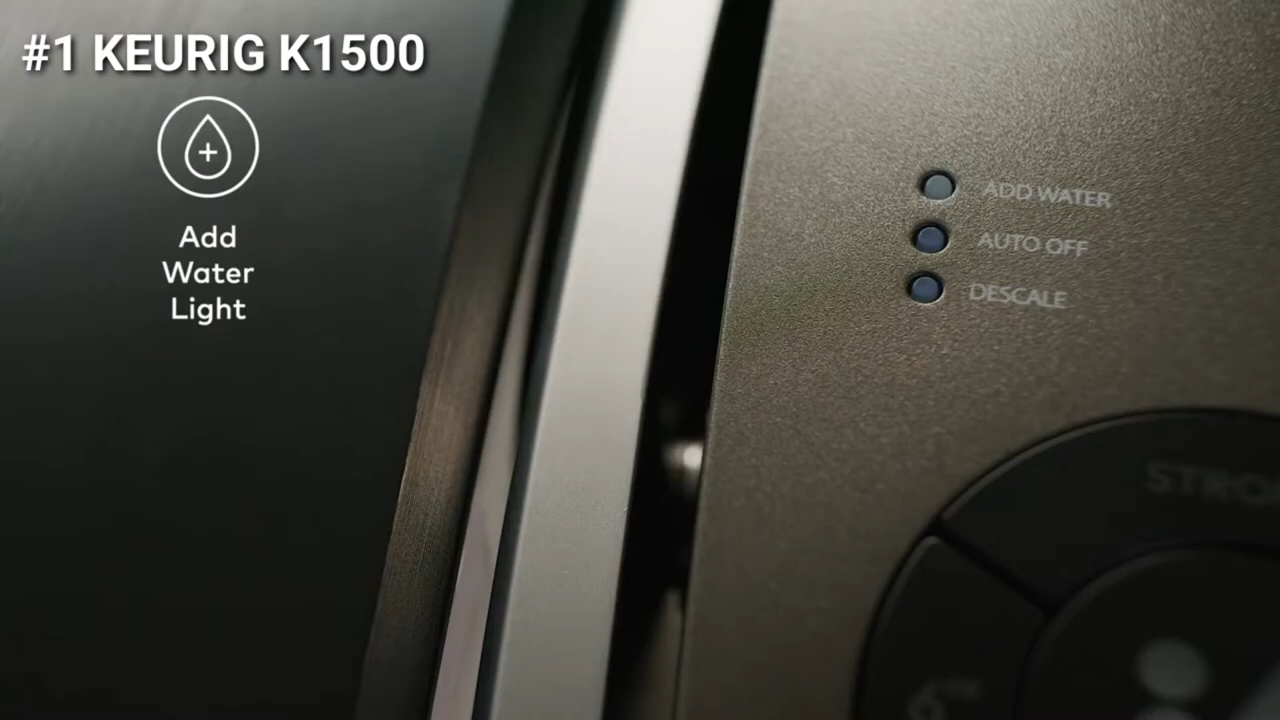 #1 KEURIG K1500
Add
Water
Light
ADD WATER
AUTO OFF
DESCALE